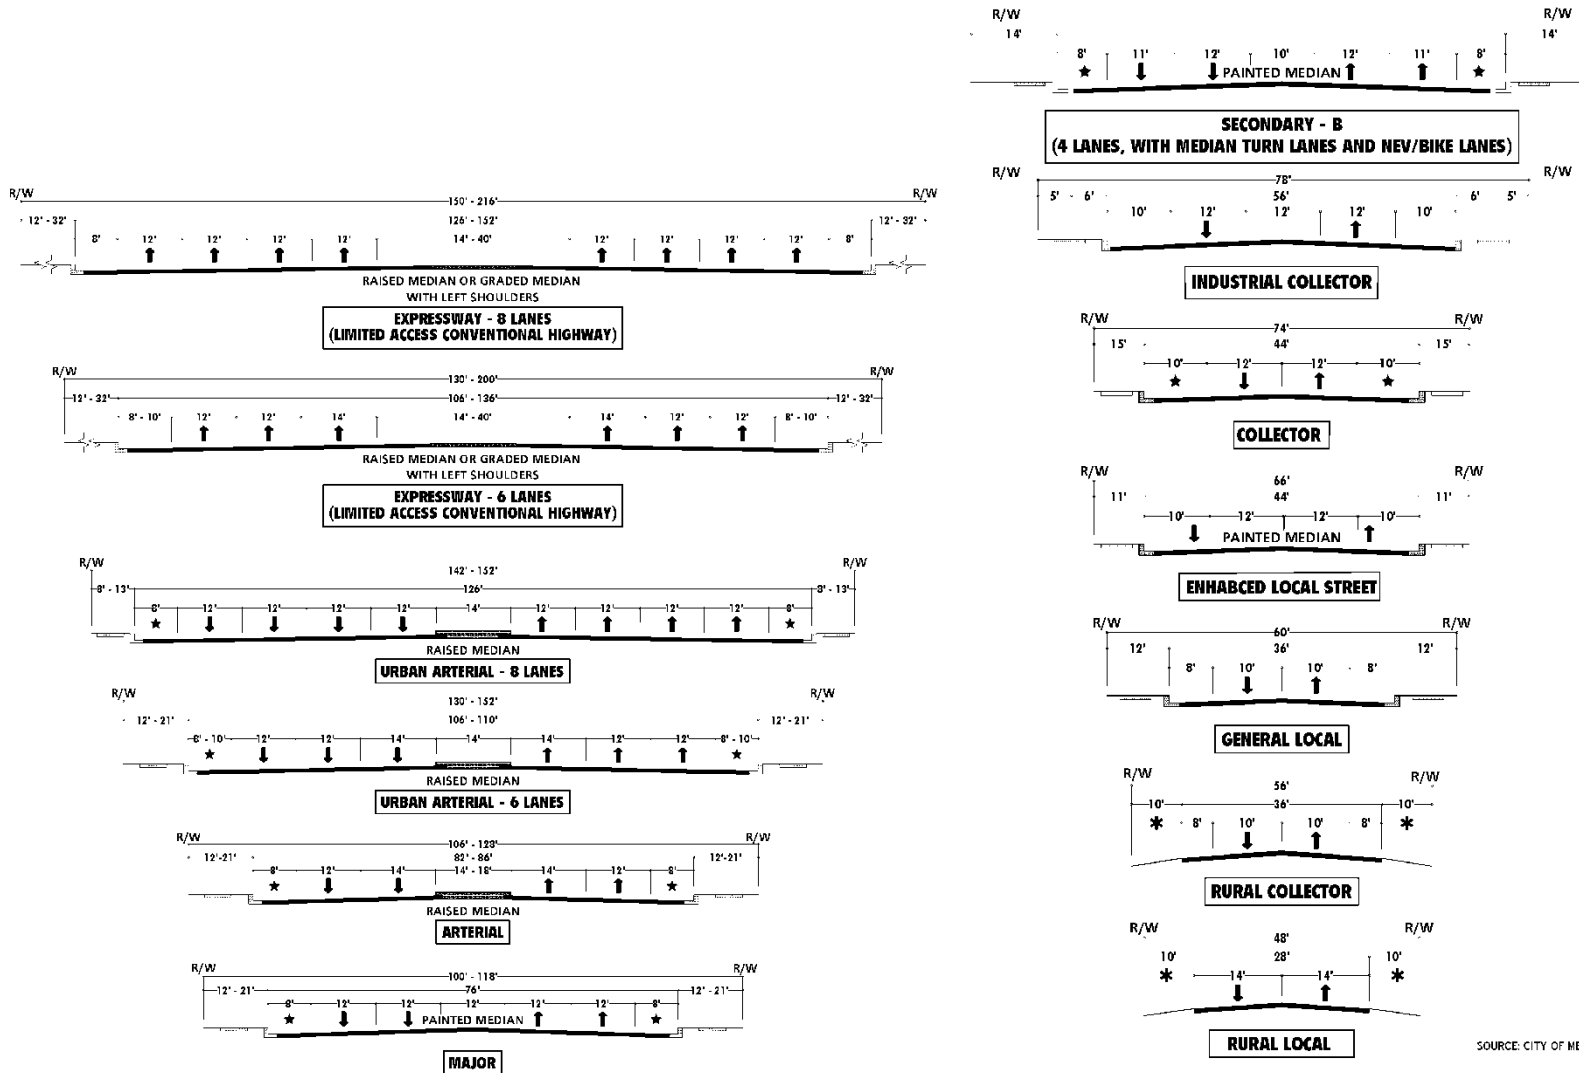 R/W R/W
150' - 216'
12' - 32' 126' - 152' 12' - 32'
8' 12' 12' 12' 12' 14' - 40' 12' 12' 12' 12' 8'
RAISED MEDIAN OR GRADED MEDIAN
WITH LEFT SHOULDERS
EXPRESSWAY - 8 LANES
(LIMITED ACCESS CONVENTIONAL HIGHWAY)
R/W R/W
130' - 200'
12' - 32' 106' - 136' 12' - 32'
8' - 10' 12' 12' 14' 14' - 40' 14' 12' 12' 8' - 10'
RAISED MEDIAN OR GRADED MEDIAN
WITH LEFT SHOULDERS
EXPRESSWAY - 6 LANES
(LIMITED ACCESS CONVENTIONAL HIGHWAY)
R/W R/W
142' - 152'
8' - 13' 126' 8' - 13'
8' 12' 12' 12' 12' 14' 12' 12' 12' 12' 8'
RAISED MEDIAN
URBAN ARTERIAL - 8 LANES
R/W R/W
130' - 152'
12' - 21' 106' - 110' 12' - 21'
8' - 10' 12' 12' 14' 14' 14' 12' 12' 8' - 10'
RAISED MEDIAN
URBAN ARTERIAL - 6 LANES
R/W R/W
106' - 128'
12'-21' 82' - 86' 12'-21'
8' 12' 14' 14' - 18' 14' 12' 8'
RAISED MEDIAN
ARTERIAL
R/W R/W
100' - 118'
12' - 21' 76' 12' - 21'
8' 12' 12' 12' 12' 12' 8'
PAINTED MEDIAN
MAJOR
R/W R/W
14' 14'
8' 11' 12' 10' 12' 11' 8'
PAINTED MEDIAN
SECONDARY - B
(4 LANES, WITH MEDIAN TURN LANES AND NEV/BIKE LANES)
R/W R/W
78'
5' 6' 56' 6' 5'
10' 12' 12' 12' 10'
INDUSTRIAL COLLECTOR
R/W R/W
74'
15' 44' 15'
10' 12' 12' 10'
COLLECTOR
R/W R/W
66'
11' 44' 11'
10' 12' 12' 10'
PAINTED MEDIAN
ENHABCED LOCAL STREET
R/W R/W
60'
12' 36' 12'
8' 10' 10' 8'
GENERAL LOCAL
R/W R/W
56'
10' 36' 10'
8' 10' 10' 8'
RURAL COLLECTOR
R/W R/W
48'
10' 28' 10'
14' 14'
RURAL LOCAL
SOURCE: CITY OF ME